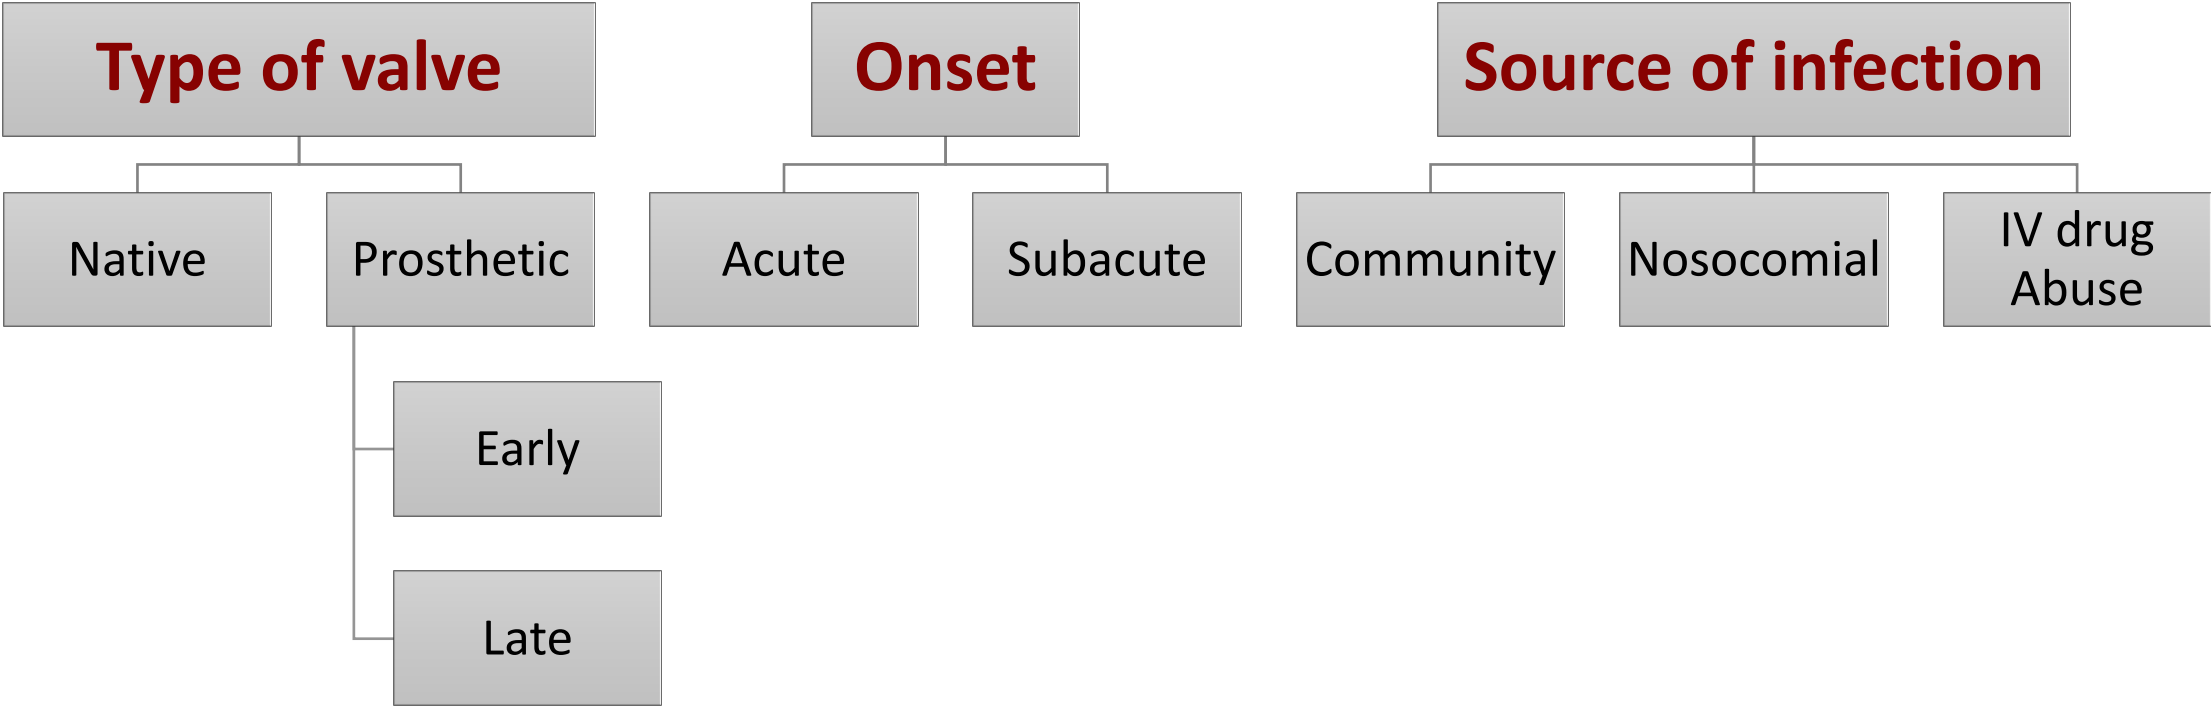 Type of valve
Onset
Source of infection
Native
Prosthetic
Acute
Subacute
Community
Nosocomial
IV drug
Abuse
Early
Late